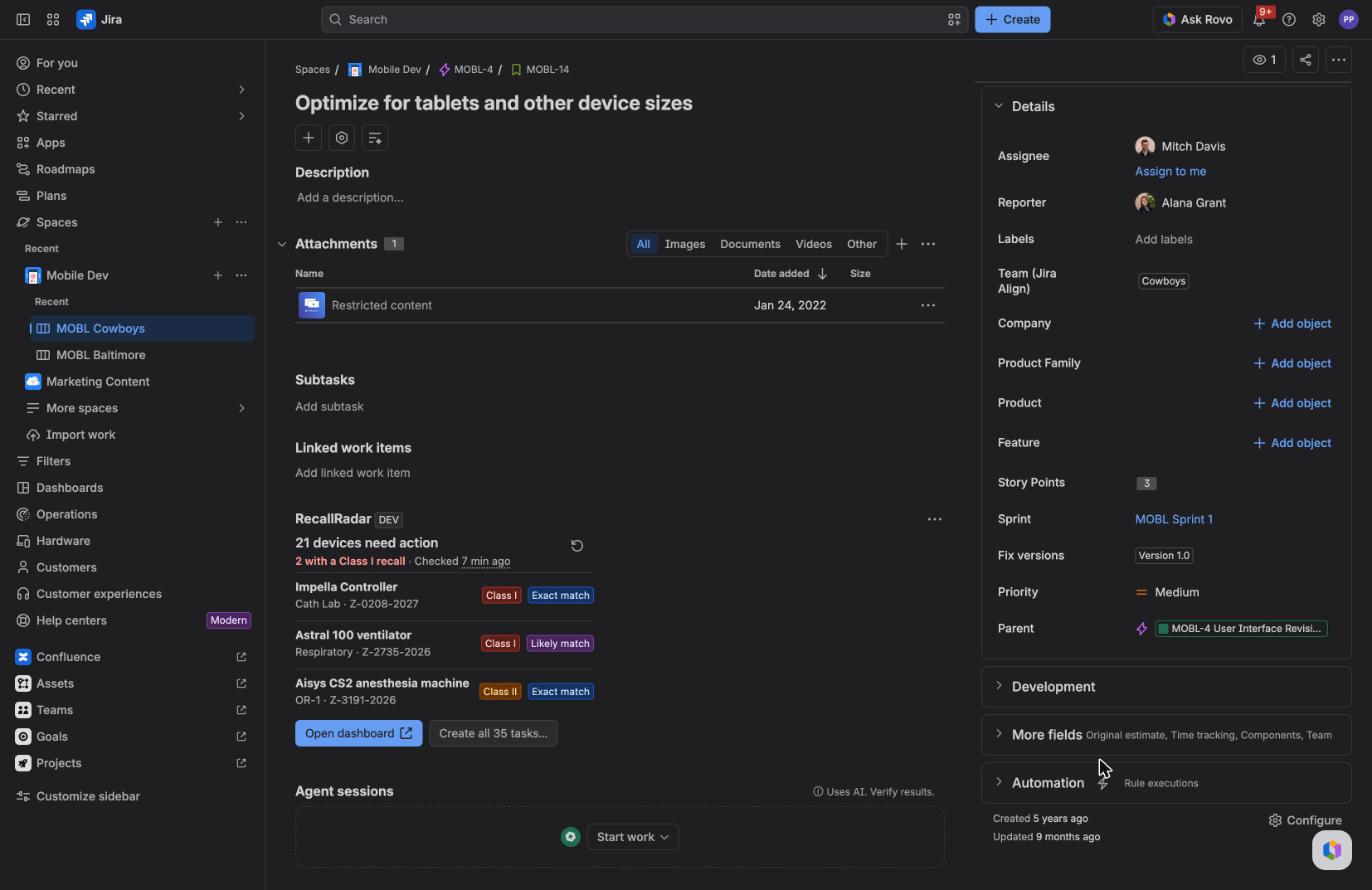 Jira
Search
Create
Ask Rovo
9+
PP
For you
Recent
Starred
Apps
Roadmaps
Plans
Spaces
Recent
Mobile Dev
Recent
MOBL Cowboys
MOBL Baltimore
Marketing Content
More spaces
Import work
Filters
Dashboards
Operations
Hardware
Customers
Customer experiences
Help centers Modern
Confluence
Assets
Teams
Goals
Projects
Customize sidebar
Spaces / Mobile Dev / MOBL-4 / MOBL-14
1
Optimize for tablets and other device sizes
Description
Add a description...
Attachments 1
All Images Documents Videos Other
Name Date added Size
Restricted content Jan 24, 2022
Subtasks
Add subtask
Linked work items
Add linked work item
RecallRadar DEV
21 devices need action
2 with a Class I recall · Checked 7 min ago
Impella Controller
Cath Lab · Z-0208-2027
Class I Exact match
Astral 100 ventilator
Respiratory · Z-2735-2026
Class I Likely match
Aisys CS2 anesthesia machine
OR-1 · Z-3191-2026
Class II Exact match
Open dashboard Create all 35 tasks...
Agent sessions
Uses AI. Verify results.
Start work
Details
Assignee
Mitch Davis
Assign to me
Reporter
Alana Grant
Labels
Add labels
Team (Jira
Align)
Cowboys
Company
Add object
Product Family
Add object
Product
Add object
Feature
Add object
Story Points
3
Sprint
MOBL Sprint 1
Fix versions
Version 1.0
Priority
Medium
Parent
MOBL-4 User Interface Revisi...
Development
More fields Original estimate, Time tracking, Components, Team
Automation Rule executions
Created 5 years ago
Updated 9 months ago
Configure